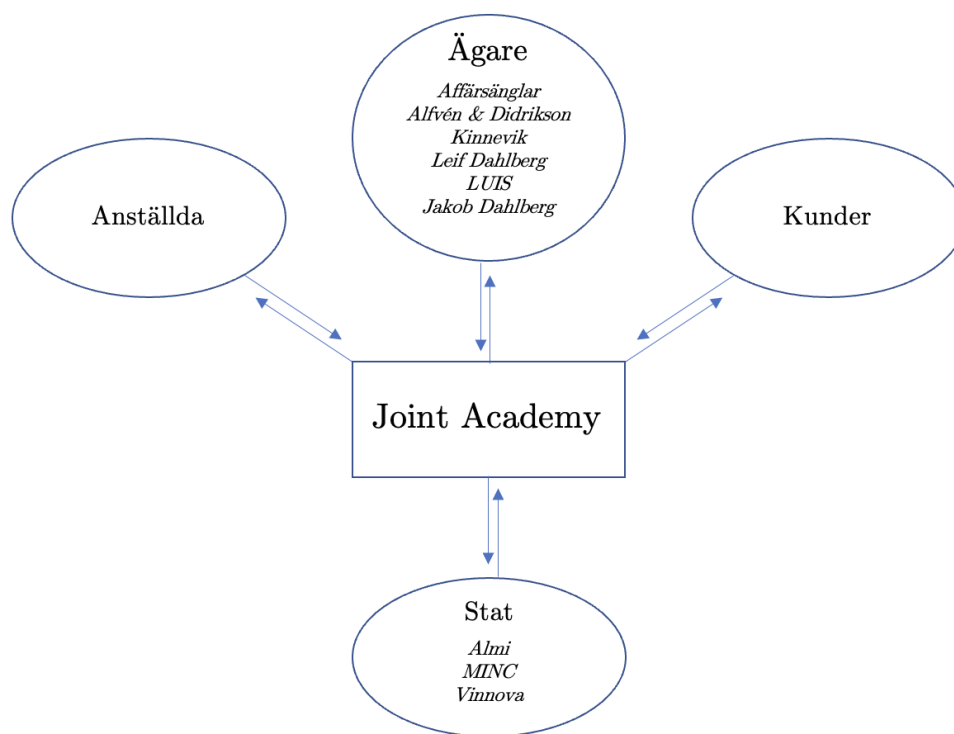 Ägare
Affärsänglar
Alfvén & Didrikson
Kinnevik
Leif Dahlberg
LUIS
Jakob Dahlberg
Anställda
Kunder
Joint Academy
Stat
Almi
MINC
Vinnova